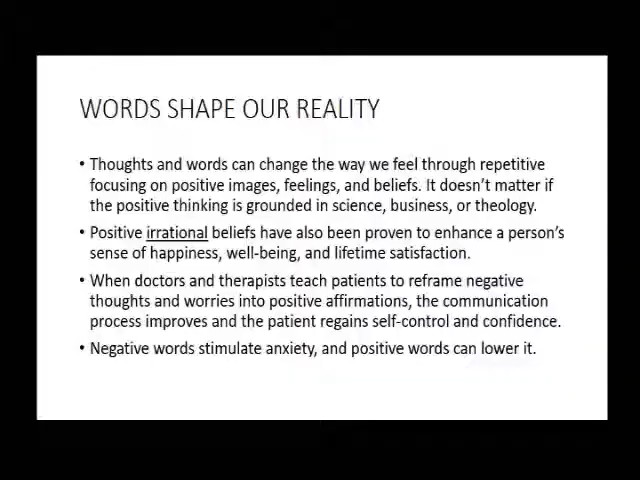 WORDS SHAPE OUR REALITY
• Thoughts and words can change the way we feel through repetitive
focusing on positive images, feelings, and beliefs. It doesn't matter if
the positive thinking is grounded in science, business, or theology.
• Positive irrational beliefs have also been proven to enhance a person's
sense of happiness, well-being, and lifetime satisfaction.
• When doctors and therapists teach patients to reframe negative
thoughts and worries into positive affirmations, the communication
process improves and the patient regains self-control and confidence.
• Negative words stimulate anxiety, and positive words can lower it.